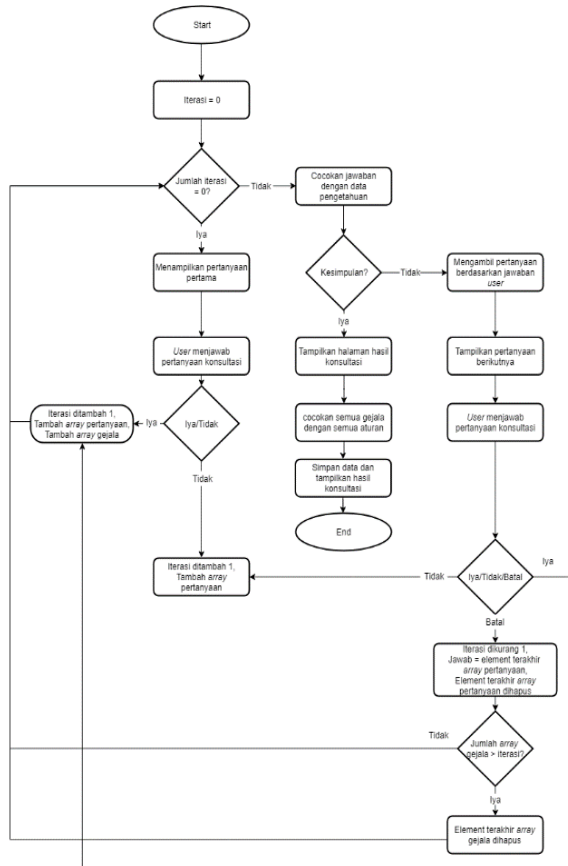 Start
Iterasi = 0
Jumlah iterasi
= 0?
Tidak
Cocokan jawaban
dengan data
pengetahuan
Iya
Menampilkan pertanyaan
pertama
Kesimpulan?
Tidak
Mengambil pertanyaan
berdasarkan jawaban
user
Iya
User menjawab
pertanyaan konsultasi
Tampilkan halaman hasil
konsultasi
Tampilkan pertanyaan
berikutnya
Iterasi ditambah 1,
Tambah array pertanyaan,
Tambah array gejala
Iya
Iya/Tidak
cocokan semua gejala
dengan semua aturan
User menjawab
pertanyaan konsultasi
Tidak
Simpan data dan
tampilkan hasil
konsultasi
End
Iterasi ditambah 1,
Tambah array
pertanyaan
Tidak
Iya/Tidak/Batal
Iya
Batal
Iterasi dikurang 1,
Jawab = element terakhir
array pertanyaan,
Element terakhir array
pertanyaan dihapus
Tidak
Jumlah array
gejala > iterasi?
Iya
Element terakhir array
gejala dihapus